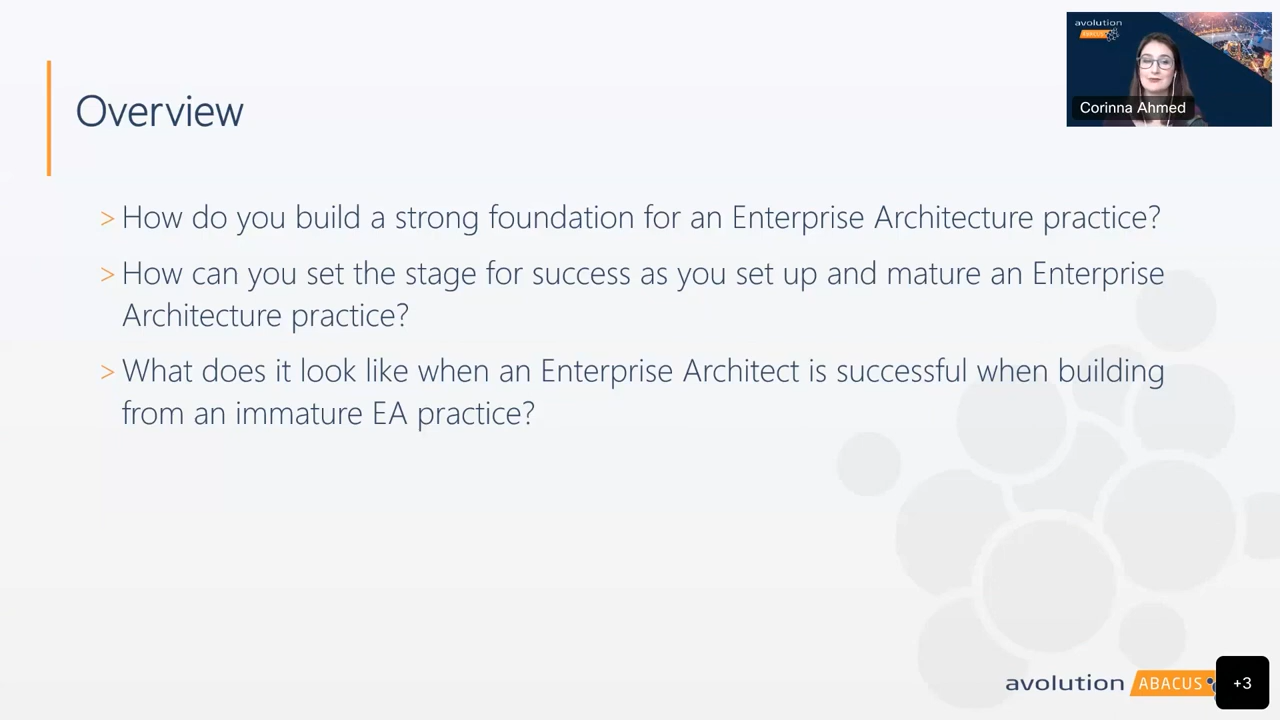 avolution
ABACUS
Corinna Ahmed
Overview
> How do you build a strong foundation for an Enterprise Architecture practice?
> How can you set the stage for success as you set up and mature an Enterprise
Architecture practice?
> What does it look like when an Enterprise Architect is successful when building
from an immature EA practice?
avolution ABACUS
+3